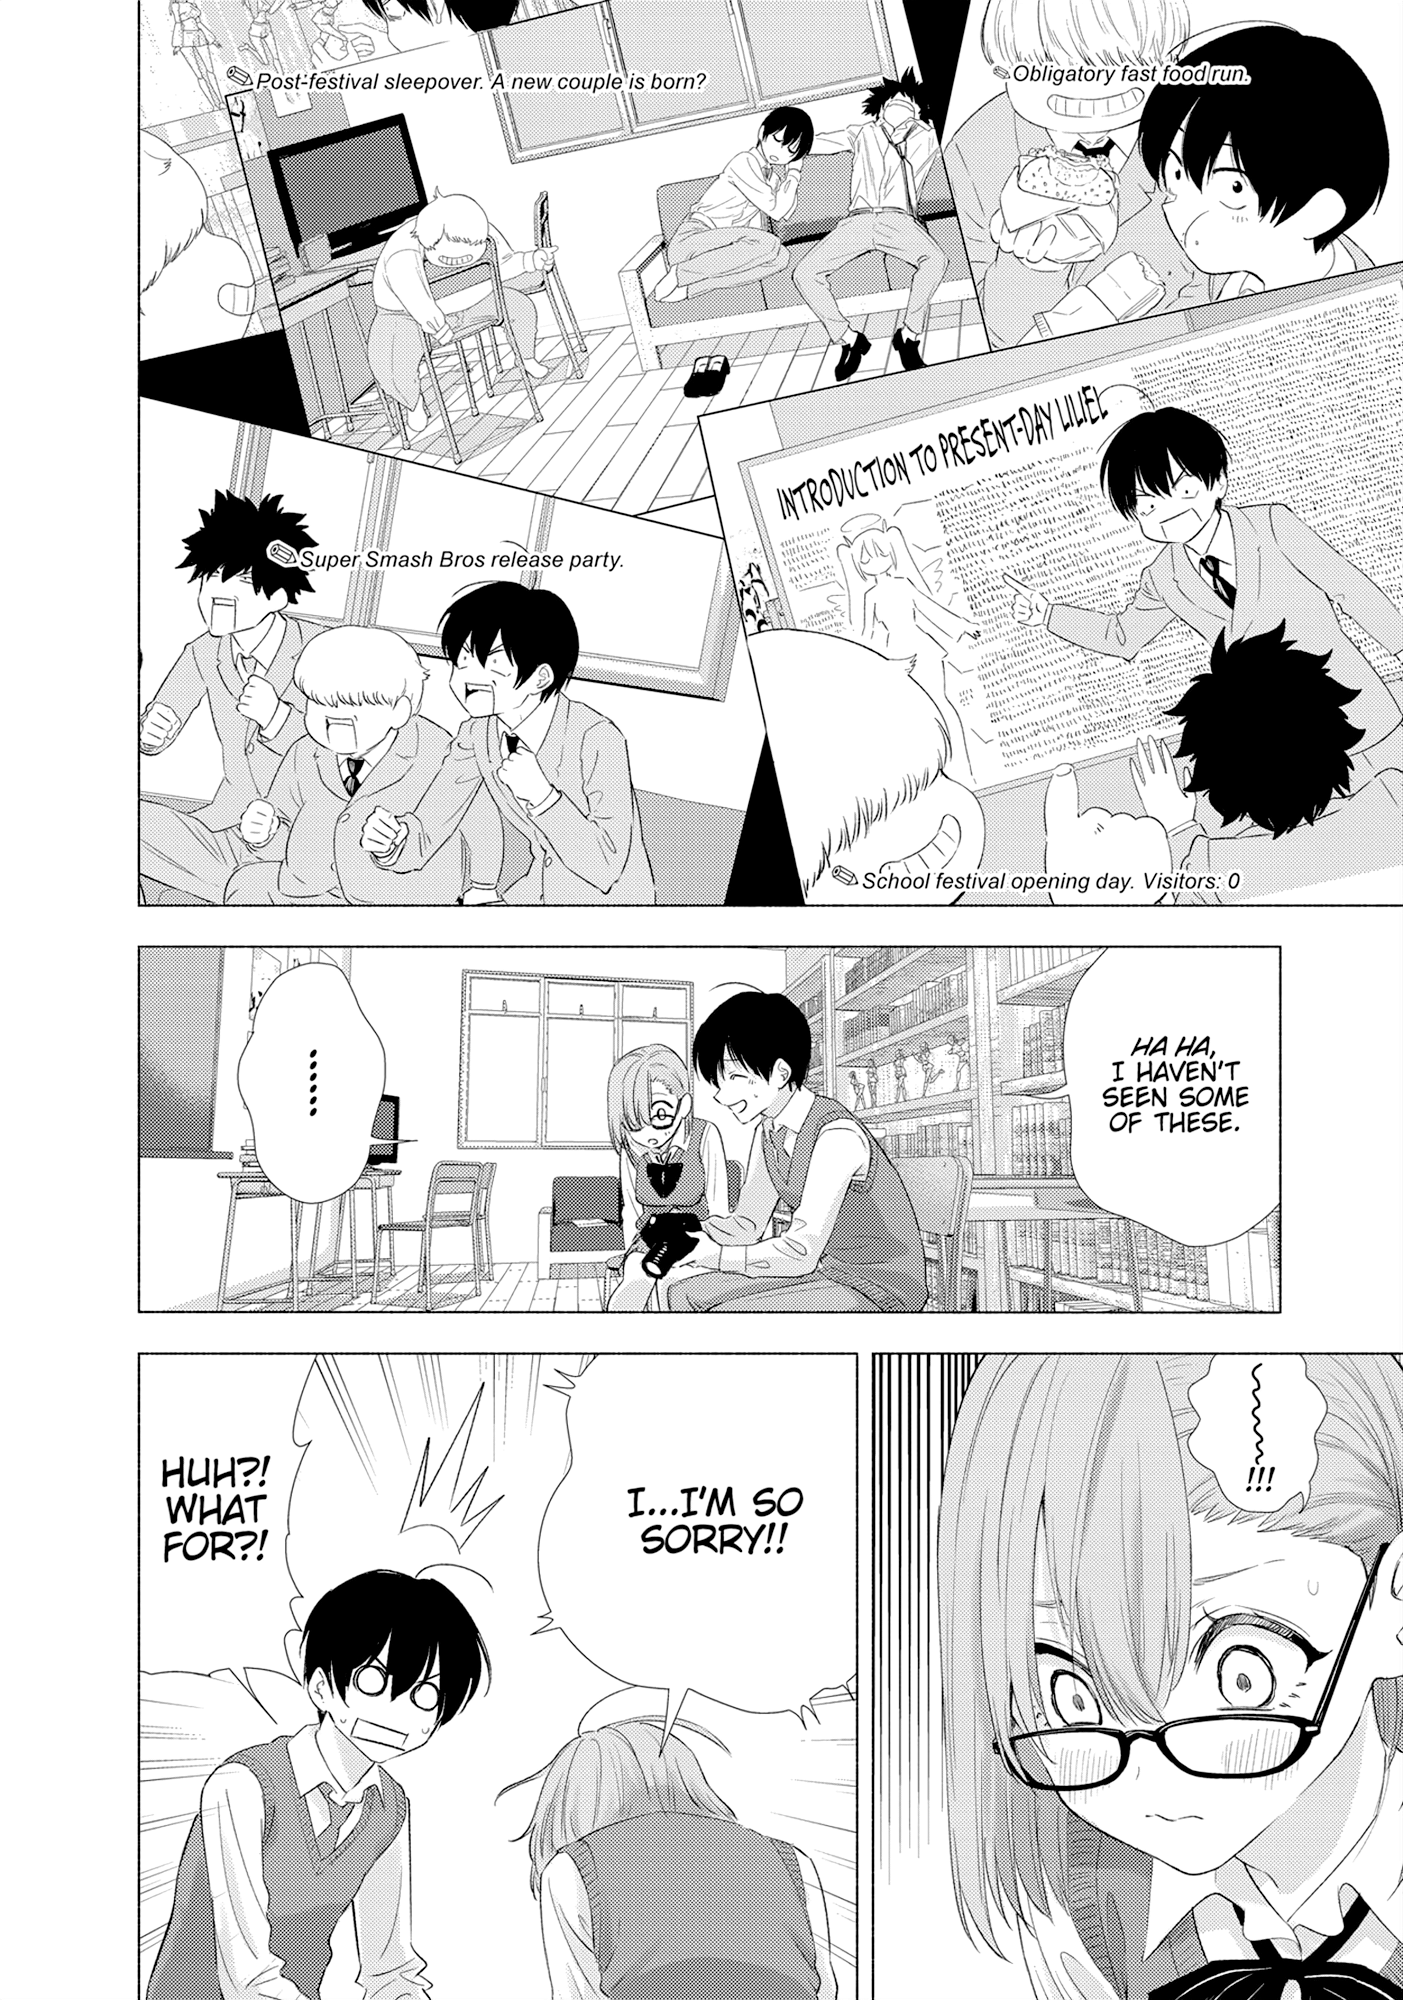 Obligatory fast food run.
Post-festival sleepover. A new couple is born?
INTRODUCTION TO PRESENT-DAY LILIEL
School festival opening day. Visitors: 0
Super Smash Bros release party.
HA HA,
I HAVEN'T
SEEN SOME
OF THESE.
......
!!!
I...I'M SO
SORRY!!
HUH?!
WHAT
FOR?!